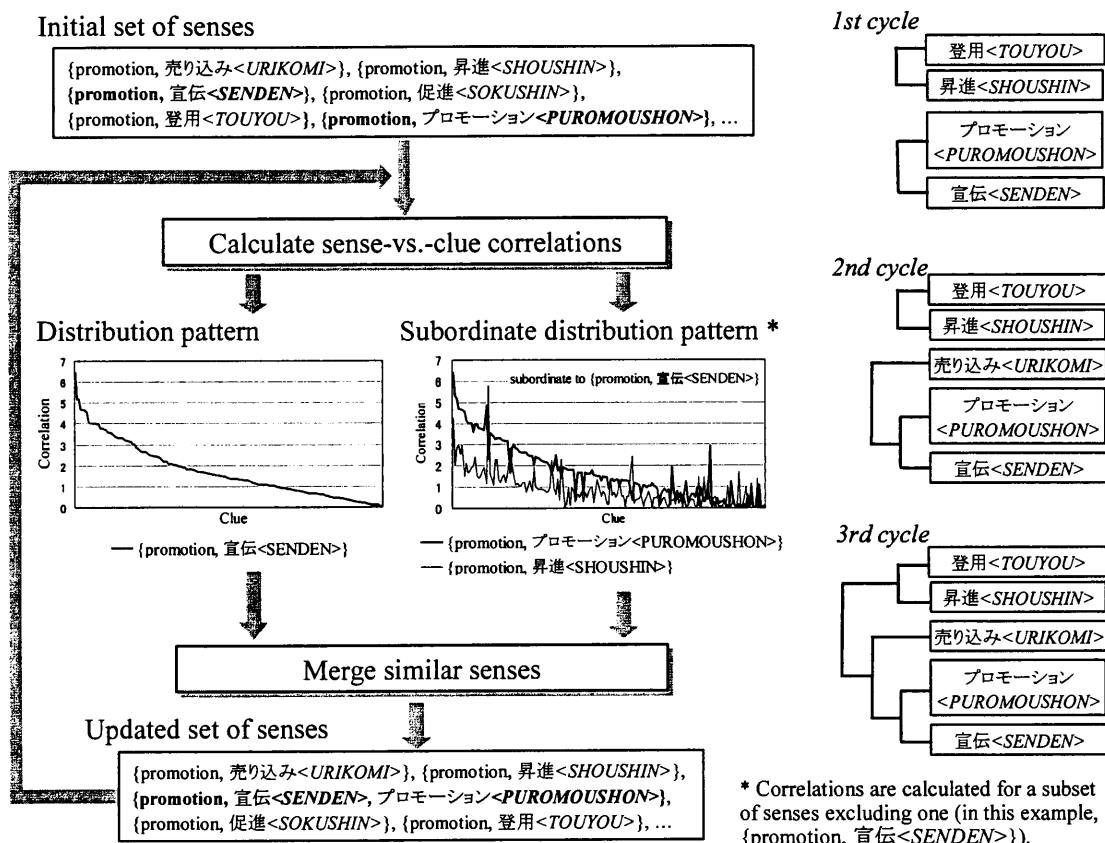 Initial set of senses
{promotion, 売り込み<URIKOMI>}, {promotion, 昇進<SHOUSHIN>},
{promotion, 宣伝<SENDEN>}, {promotion, 促進<SOKUSHIN>},
{promotion, 登用<TOUYOU>}, {promotion, プロモーション<PUROMOUSHON>}, …
Calculate sense-vs.-clue correlations
Distribution pattern
7
6
5
4
3
2
1
0
Correlation
Clue
{promotion, 宣伝<SENDEN>}
Subordinate distribution pattern *
subordinate to {promotion, 宣伝<SENDEN>}
7
6
5
4
3
2
1
0
Correlation
Clue
{promotion, プロモーション<PUROMOUSHON>}
{promotion, 昇進<SHOUSHIN>}
Merge similar senses
Updated set of senses
{promotion, 売り込み<URIKOMI>}, {promotion, 昇進<SHOUSHIN>},
{promotion, 宣伝<SENDEN>, プロモーション<PUROMOUSHON>},
{promotion, 促進<SOKUSHIN>}, {promotion, 登用<TOUYOU>}, …
1st cycle
登用<TOUYOU>
昇進<SHOUSHIN>
プロモーション
<PUROMOUSHON>
宣伝<SENDEN>
2nd cycle
登用<TOUYOU>
昇進<SHOUSHIN>
売り込み<URIKOMI>
プロモーション
<PUROMOUSHON>
宣伝<SENDEN>
3rd cycle
登用<TOUYOU>
昇進<SHOUSHIN>
売り込み<URIKOMI>
プロモーション
<PUROMOUSHON>
宣伝<SENDEN>
* Correlations are calculated for a subset
of senses excluding one (in this example,
{promotion, 宣伝<SENDEN>}).